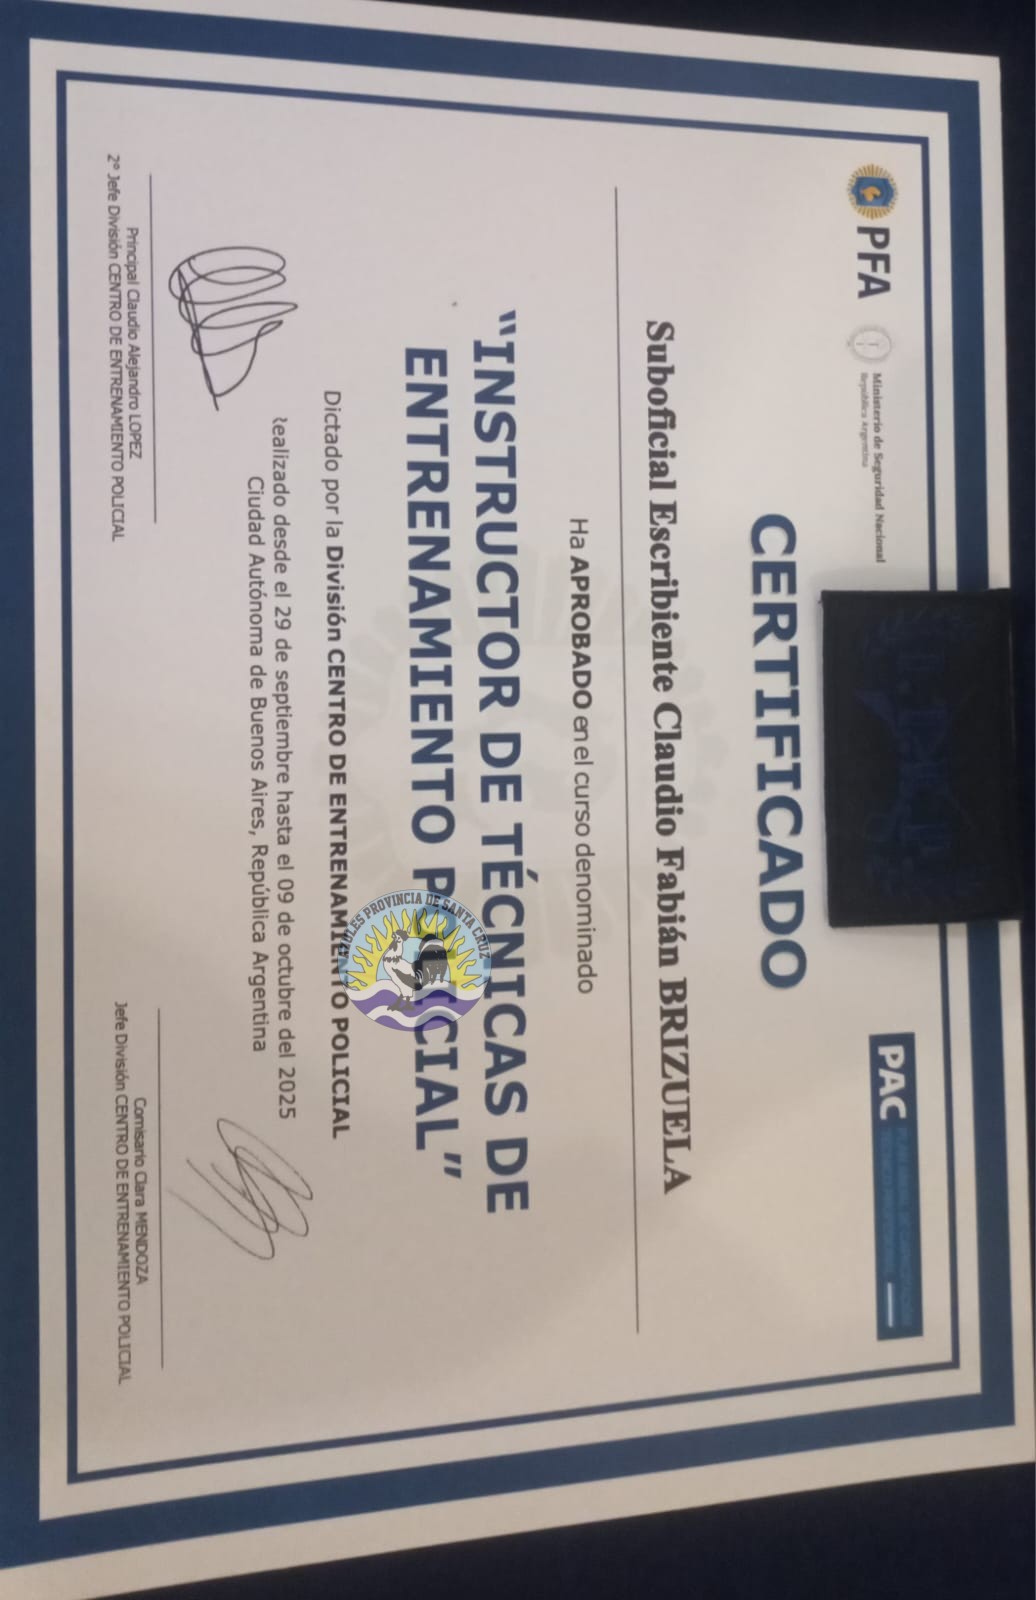 PFA
Ministerio de Seguridad Nacional
República Argentina
PAC
CERTIFICADO
Suboficial Escribiente Claudio Fabián BRIZUELA
Ha APROBADO en el curso denominado
“INSTRUCTOR DE TÉCNICAS DE
ENTRENAMIENTO POLICIAL”
Dictado por la División CENTRO DE ENTRENAMIENTO POLICIAL
ealizado desde el 29 de septiembre hasta el 09 de octubre del 2025
Ciudad Autónoma de Buenos Aires, República Argentina
Principal Claudio Alejandro LOPEZ
2º Jefe División CENTRO DE ENTRENAMIENTO POLICIAL
Comisario Clara MENDOZA
Jefe División CENTRO DE ENTRENAMIENTO POLICIAL
PROVINCIA DE SANTA CRUZ